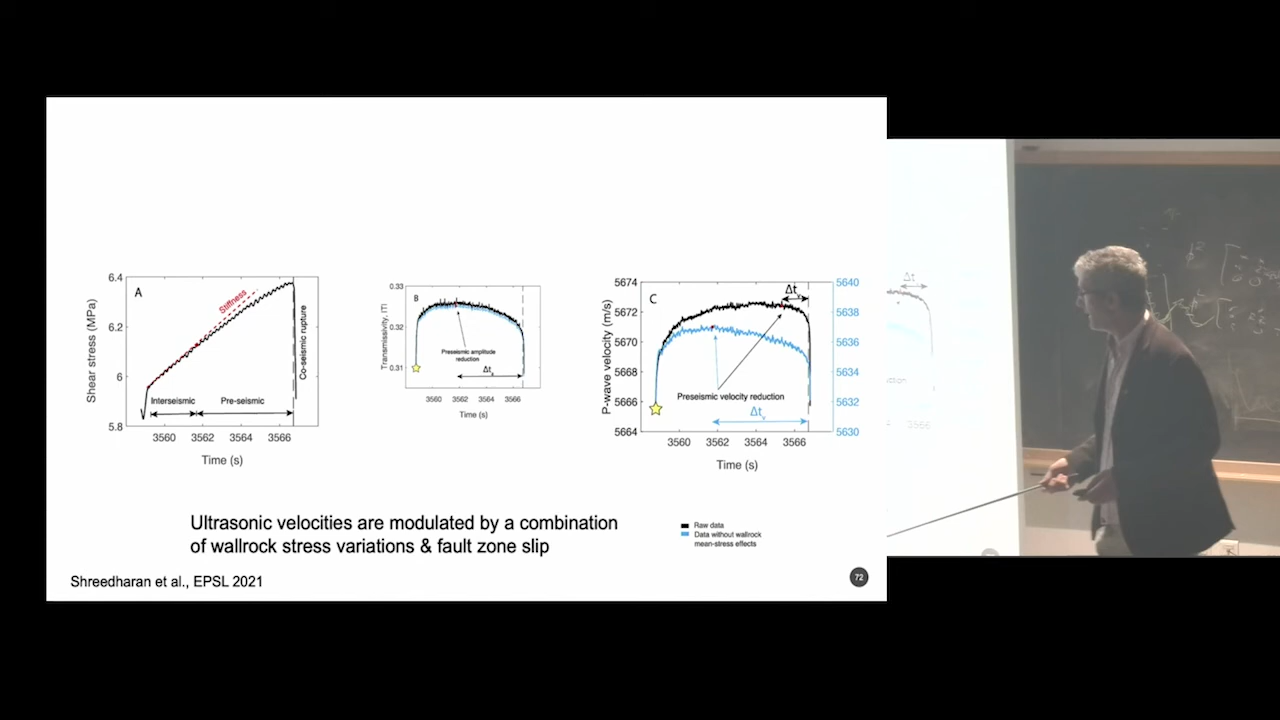 6.4
6.2
6
5.8
Shear stress (MPa)
A
Stiffness
Interseismic
Pre-seismic
Co-seismic rupture
3560 3562 3564 3566
Time (s)
0.33
0.32
0.31
Transmissivity, |T|
B
Preseismic amplitude
reduction
Δt
3560 3562 3564 3566
Time (s)
5674
5672
5670
5668
5666
5664
P-wave velocity (m/s)
C
Δtv
Preseismic velocity reduction
Δtv
5640
5638
5636
5634
5632
5630
3560 3562 3564 3566
Time (s)
Ultrasonic velocities are modulated by a combination
of wallrock stress variations & fault zone slip
Raw data
Data without wallrock
mean-stress effects
Shreedharan et al., EPSL 2021
72
Δt
3566